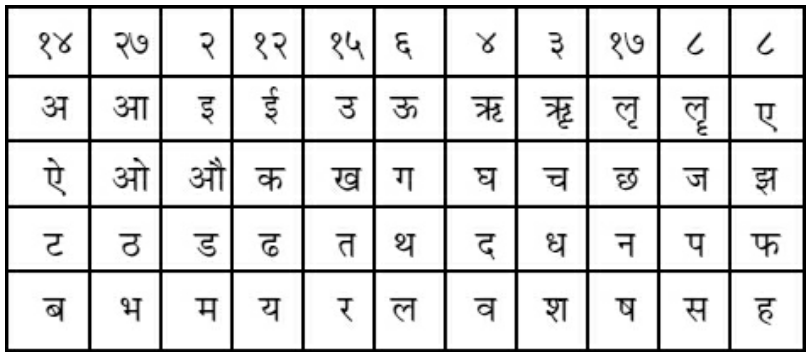 १४ २७ २ १२ १५ ६ ४ ३ १७ ८ ८
अ आ इ ई उ ऊ ऋ ॠ ऌ ॡ ए
ऐ ओ औ क ख ग घ च छ ज झ
ट ठ ड ढ त थ द ध न प फ
ब भ म य र ल व श ष स ह